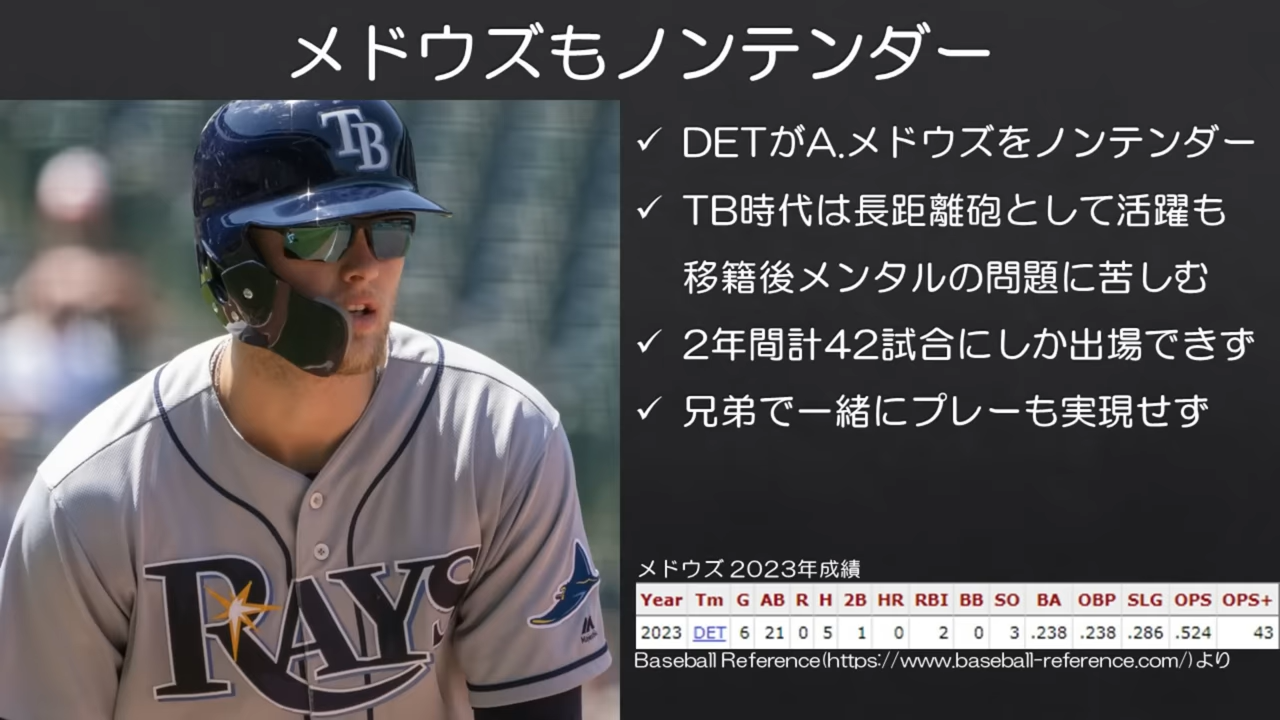 メドウズもノンテンダー
TB
RAYS
✓ DETがA.メドウズをノンテンダー
✓ TB時代は長距離砲として活躍も
移籍後メンタルの問題に苦しむ
✓ 2年間計42試合にしか出場できず
✓ 兄弟で一緒にプレーも実現せず
メドウズ 2023年成績
Year Tm G AB R H 2B HR RBI BB SO BA OBP SLG OPS OPS+
2023 DET 6 21 0 5 1 0 2 0 3 .238 .238 .286 .524 43
Baseball Reference(https://www.baseball-reference.com/)より